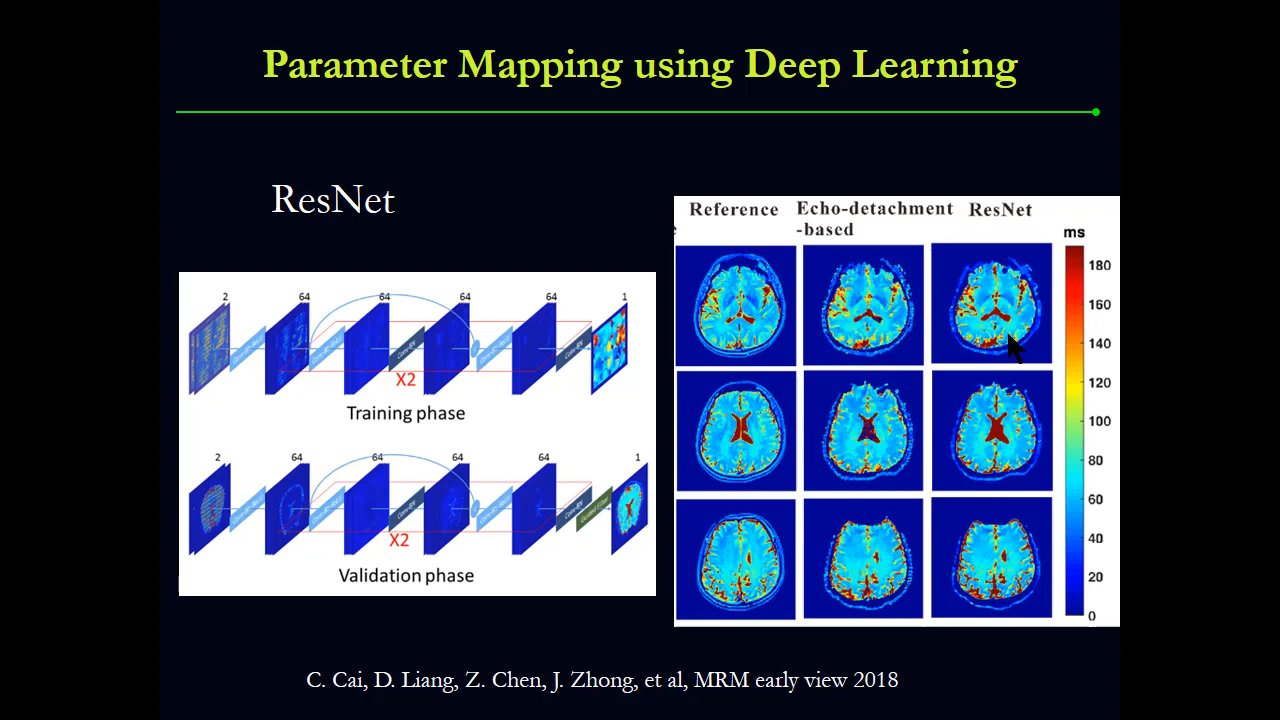 Parameter Mapping using Deep Learning
ResNet
2 64 64 64 64 1
X2
Training phase
2 64 64 64 64 1
X2
Validation phase
Reference
Echo-detachment
-based
ResNet
ms
180
160
140
120
100
80
60
40
20
0
C. Cai, D. Liang, Z. Chen, J. Zhong, et al, MRM early view 2018